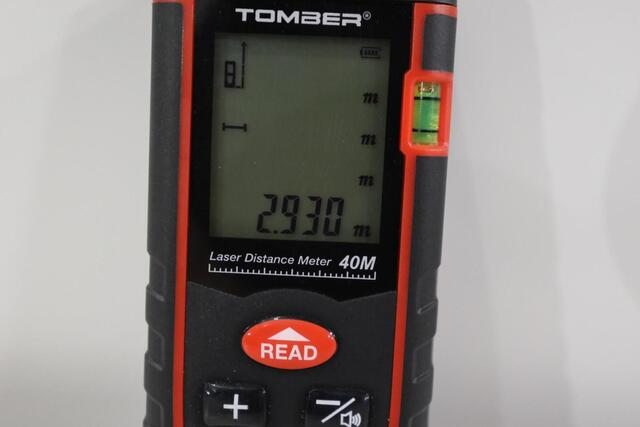 TOMBER®
m
m
m
2.930 m
Laser Distance Meter 40M
READ
+